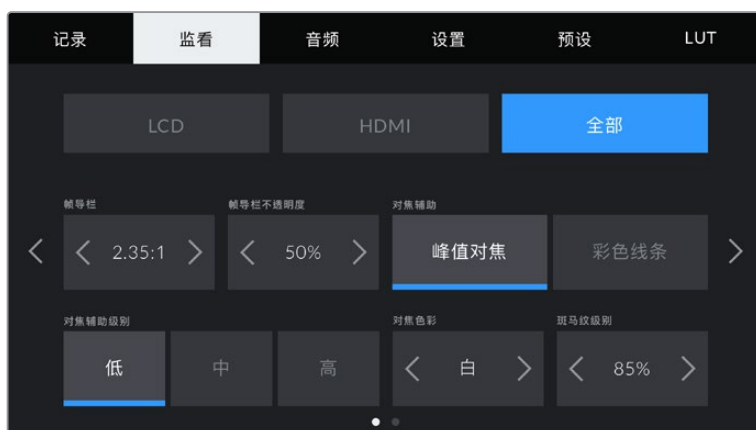 记录 监看 音频 设置 预设 LUT
LCD HDMI 全部
帧导栏 帧导栏不透明度 对焦辅助
2.35:1 50% 峰值对焦 彩色线条
对焦辅助级别 对焦色彩 斑马纹级别
低 中 高 白 85%